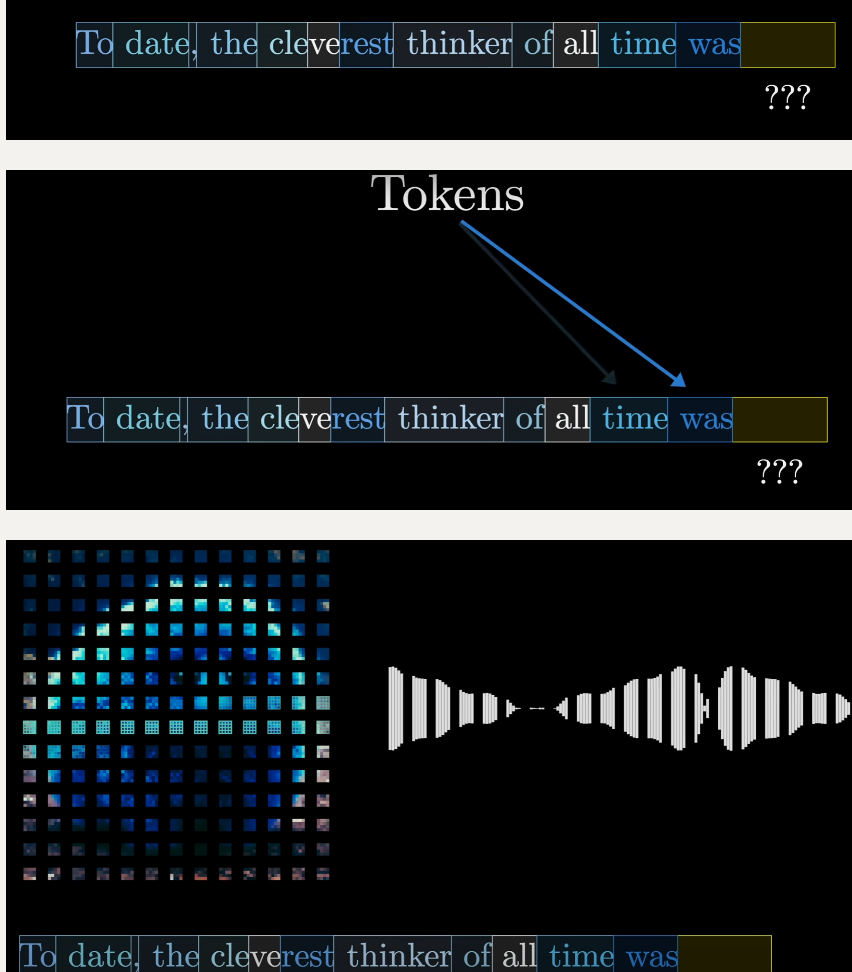 To date, the cleverest thinker of all time was
???
Tokens
To date, the cleverest thinker of all time was
???
To date, the cleverest thinker of all time was